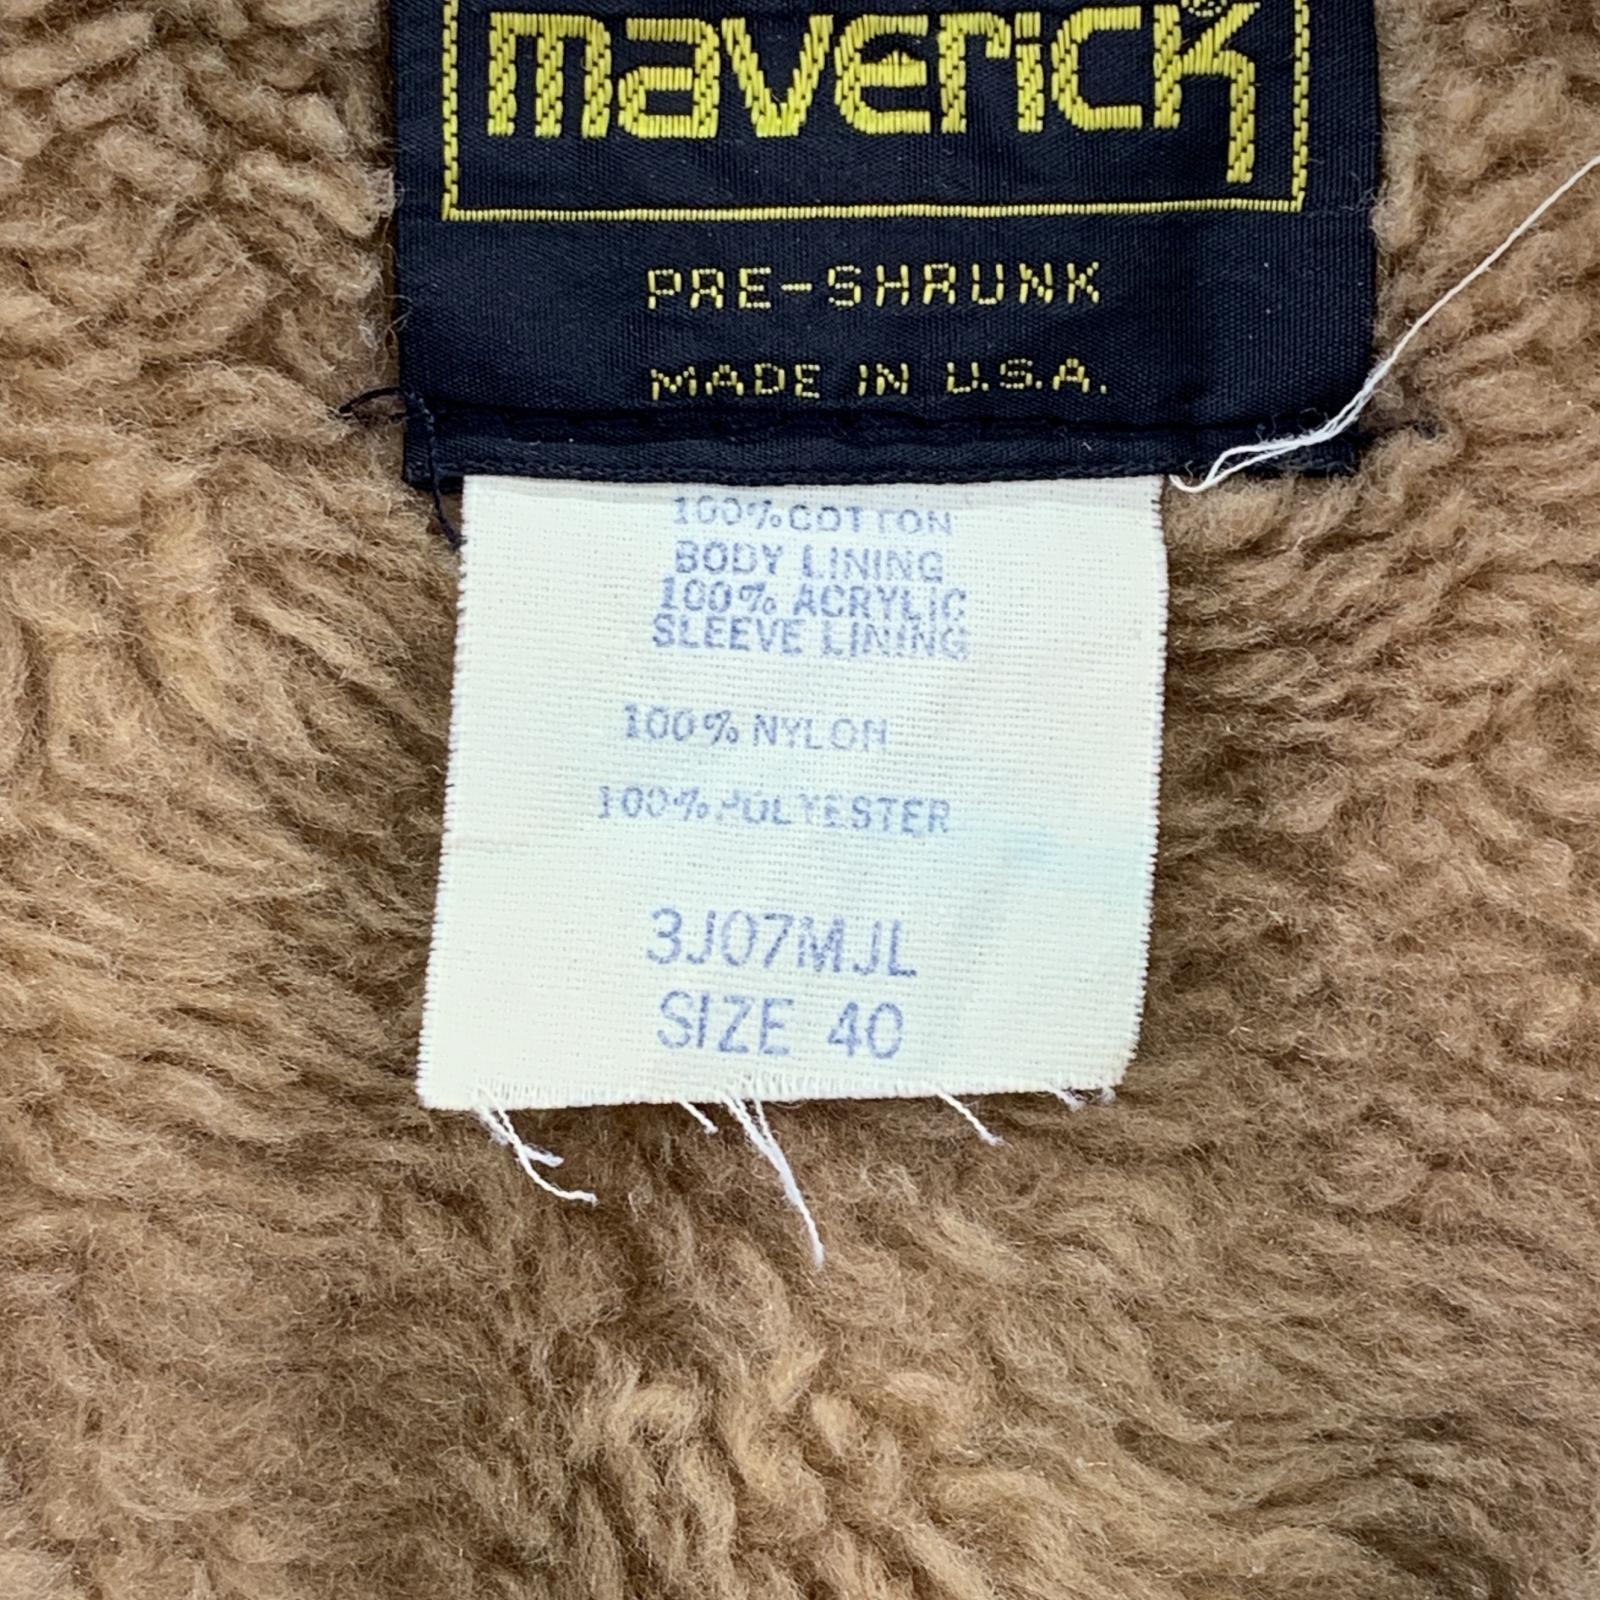 maverick
PRE-SHRUNK
MADE IN U.S.A.
100% COTTON
BODY LINING
100% ACRYLIC
SLEEVE LINING
100% NYLON
100% POLYESTER
3J07MJL
SIZE 40